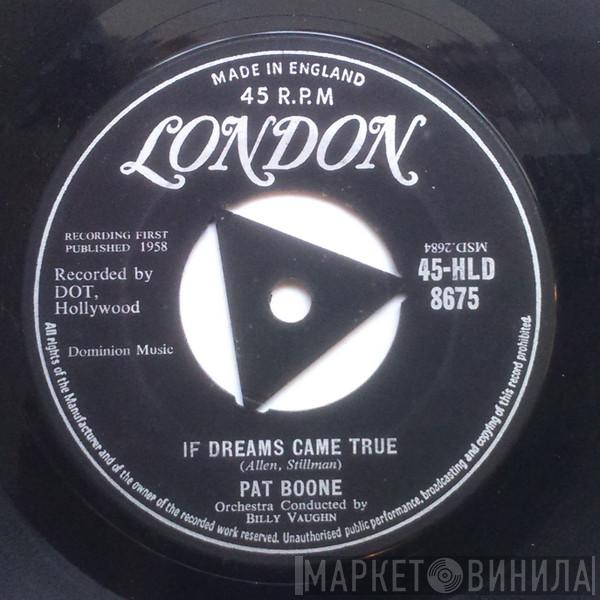 MADE IN ENGLAND
45 R.P.M
LONDON
RECORDING FIRST
PUBLISHED 1958
Recorded by
DOT,
Hollywood
Dominion Music
MSD.2684
45-HLD
8675
IF DREAMS CAME TRUE
(Allen, Stillman)
PAT BOONE
Orchestra Conducted by
BILLY VAUGHN
All rights of the Manufacturer and of the owner of the recorded work reserved. Unauthorised public performance, broadcasting and copying of this record prohibited.
МАРКЕТ ВИНИЛА